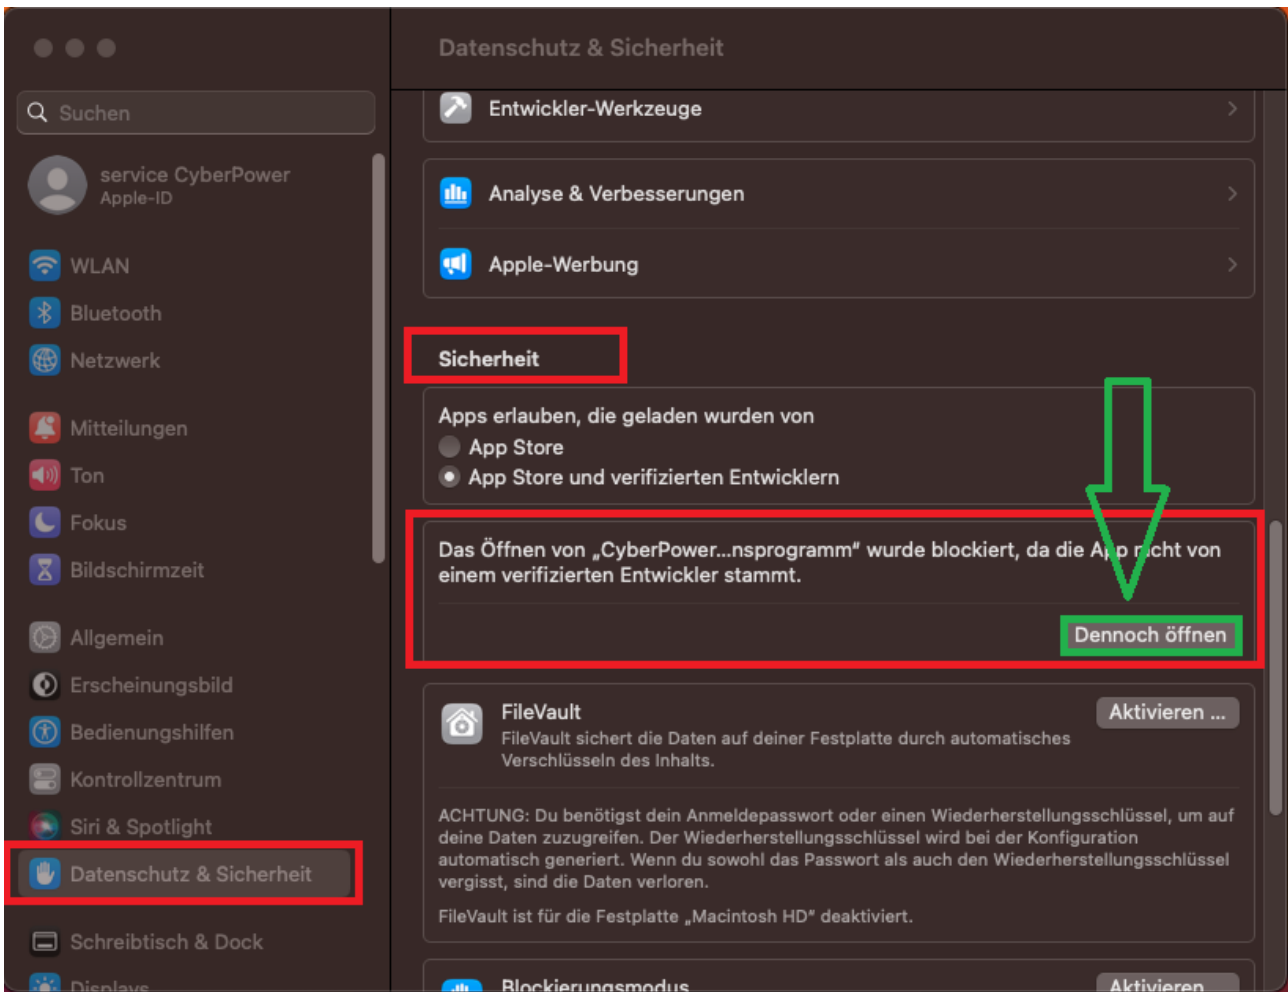 Datenschutz & Sicherheit
Suchen
service CyberPower
Apple-ID
WLAN
Bluetooth
Netzwerk
Mitteilungen
Ton
Fokus
Bildschirmzeit
Allgemein
Erscheinungsbild
Bedienungshilfen
Kontrollzentrum
Siri & Spotlight
Datenschutz & Sicherheit
Schreibtisch & Dock
Displays
Entwickler-Werkzeuge
Analyse & Verbesserungen
Apple-Werbung
Sicherheit
Apps erlauben, die geladen wurden von
App Store
App Store und verifizierten Entwicklern
Das Öffnen von „CyberPower...nsprogramm“ wurde blockiert, da die App nicht von
einem verifizierten Entwickler stammt.
Dennoch öffnen
FileVault
Aktivieren ...
FileVault sichert die Daten auf deiner Festplatte durch automatisches
Verschlüsseln des Inhalts.
ACHTUNG: Du benötigst dein Anmeldepasswort oder einen Wiederherstellungsschlüssel, um auf
deine Daten zuzugreifen. Der Wiederherstellungsschlüssel wird bei der Konfiguration
automatisch generiert. Wenn du sowohl das Passwort als auch den Wiederherstellungsschlüssel
vergisst, sind die Daten verloren.
FileVault ist für die Festplatte „Macintosh HD“ deaktiviert.
Blockierungsmodus
Aktivieren ...